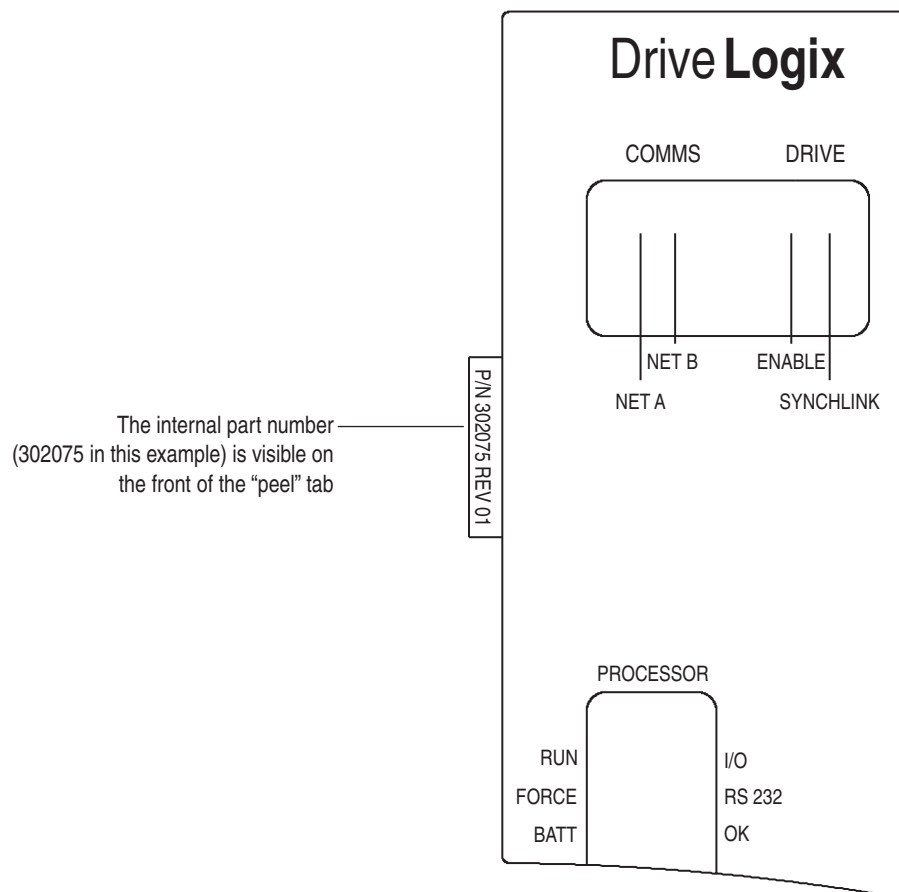 Drive Logix
COMMS DRIVE
NET B ENABLE
NET A SYNCHLINK
P/N 302075 REV 01
The internal part number
(302075 in this example) is visible on
the front of the “peel” tab
PROCESSOR
RUN I/O
FORCE RS 232
BATT OK